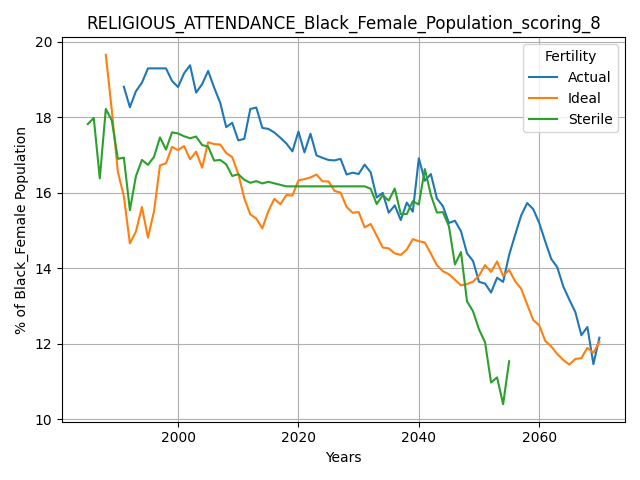 RELIGIOUS_ATTENDANCE_Black_Female_Population_scoring_8
Fertility
Actual
Ideal
Sterile
% of Black_Female Population
20
18
16
14
12
10
2000 2020 2040 2060
Years